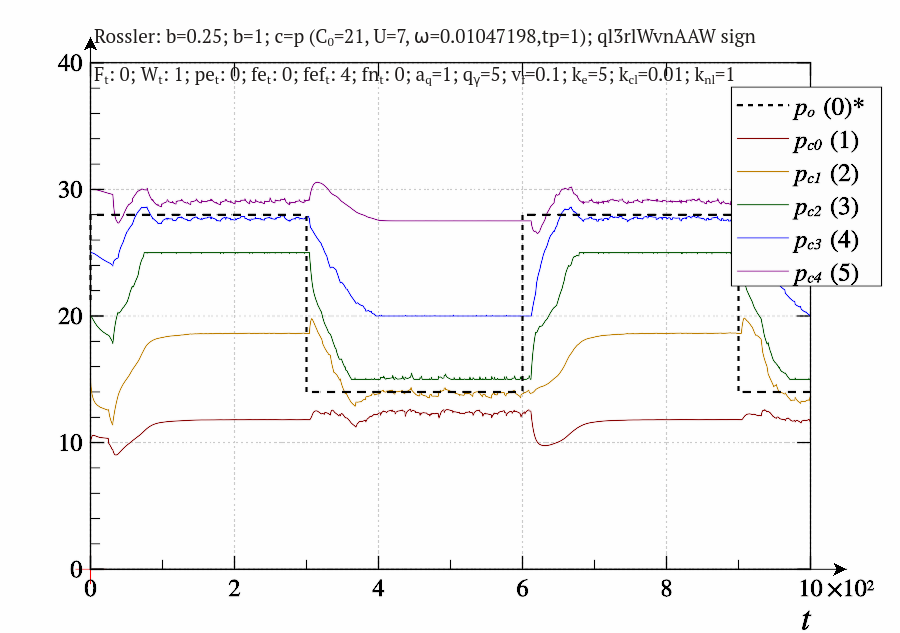 Rossler: b=0.25; b=1; c=p (C₀=21, U=7, ω=0.01047198,tp=1); ql3rlWvnAAW sign
Fₜ: 0; Wₜ: 1; peₜ: 0; feₜ: 0; fefₜ: 4; fnₜ: 0; a_q=1; q_γ=5; vᵢ=0.1; kₑ=5; k_cl=0.01; k_nl=1
pₒ (0)*
p_c0 (1)
p_c1 (2)
p_c2 (3)
p_c3 (4)
p_c4 (5)
40
30
20
10
0
0 2 4 6 8 10 ×10²
t